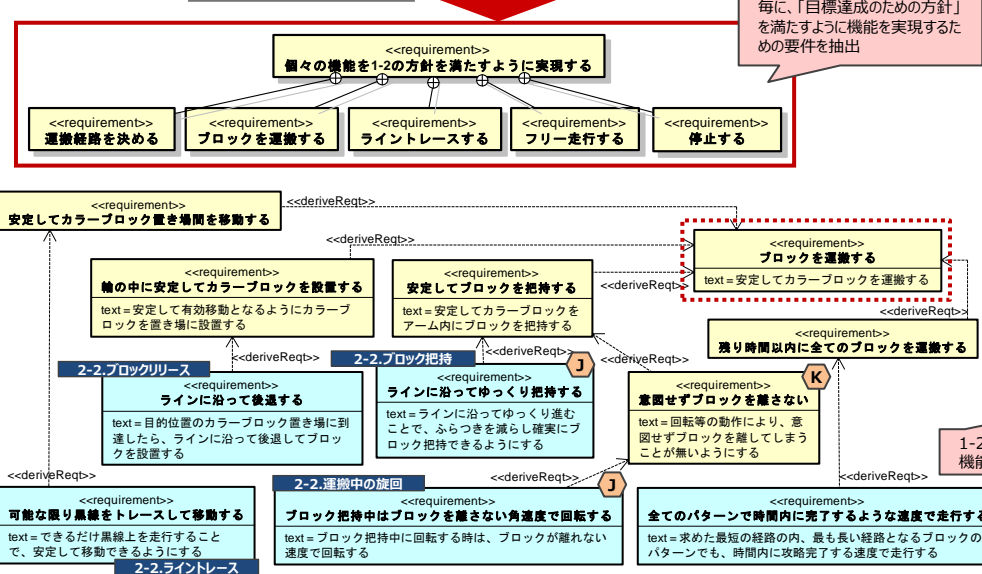 毎に、「目標達成のための方針」
を満たすように機能を実現するた
めの要件を抽出
<<requirement>>
個々の機能を1-2の方針を満たすように実現する
<<requirement>>
運搬経路を決める
<<requirement>>
ブロックを運搬する
<<requirement>>
ライントレースする
<<requirement>>
フリー走行する
<<requirement>>
停止する
<<requirement>>
安定してカラーブロック置き場間を移動する
<<deriveReqt>>
<<deriveReqt>>
<<requirement>>
ブロックを運搬する
text = 安定してカラーブロックを運搬する
<<requirement>>
輪の中に安定してカラーブロックを設置する
text = 安定して有効移動となるようにカラーブ
ロックを置き場に設置する
<<requirement>>
安定してブロックを把持する
text = 安定してカラーブロックを
アーム内にブロックを把持する
<<deriveReqt>>
<<deriveReqt>>
<<requirement>>
残り時間以内に全てのブロックを運搬する
<<deriveReqt>>
<<deriveReqt>>
<<deriveReqt>>
2-2.ブロックリリース
<<requirement>>
ラインに沿って後退する
text = 目的位置のカラーブロック置き場に到
達したら、ラインに沿って後退してブロッ
クを設置する
2-2.ブロック把持
J
<<requirement>>
ラインに沿ってゆっくり把持する
text = ラインに沿ってゆっくり進む
ことで、ふらつきを減らし確実にブ
ロック把持できるようにする
K
<<requirement>>
意図せずブロックを離さない
text = 回転等の動作により、意
図せずブロックを離してしまう
ことが無いようにする
1-2
機能
<<deriveReqt>>
<<deriveReqt>>
<<deriveReqt>>
<<requirement>>
可能な限り黒線をトレースして移動する
text = できるだけ黒線上を走行すること
で、安定して移動できるようにする
2-2.ライントレース
2-2.運搬中の旋回
J
<<requirement>>
ブロック把持中はブロックを離さない角速度で回転する
text = ブロック把持中に回転する時は、ブロックが離れない
速度で回転する
<<requirement>>
全てのパターンで時間内に完了するような速度で走行する
text = 求めた最短の経路の内、最も長い経路となるブロックの
パターンでも、時間内に攻略完了する速度で走行する